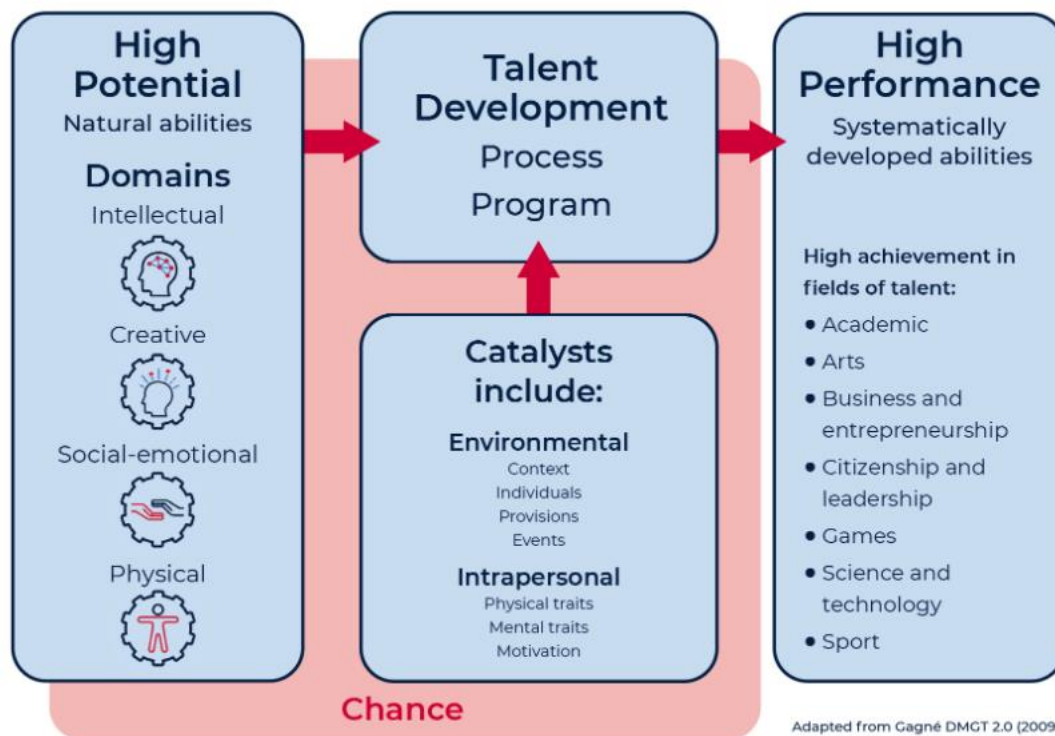 High
Potential
Natural abilities
Domains
Intellectual
Creative
Social-emotional
Physical
Talent
Development
Process
Program
Catalysts
include:
Environmental
Context
Individuals
Provisions
Events
Intrapersonal
Physical traits
Mental traits
Motivation
Chance
High
Performance
Systematically
developed abilities
High achievement in
fields of talent:
• Academic
• Arts
• Business and
entrepreneurship
• Citizenship and
leadership
• Games
• Science and
technology
• Sport
Adapted from Gagné DMGT 2.0 (2009